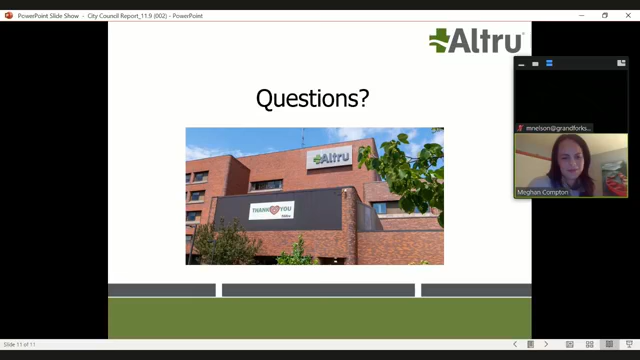 PowerPoint Slide Show - City Council Report_11.9 (002) - PowerPoint
Altru
Questions?
Altru
THANK YOU
mnelson@grandforks...
Meghan Compton
Slide 11 of 11